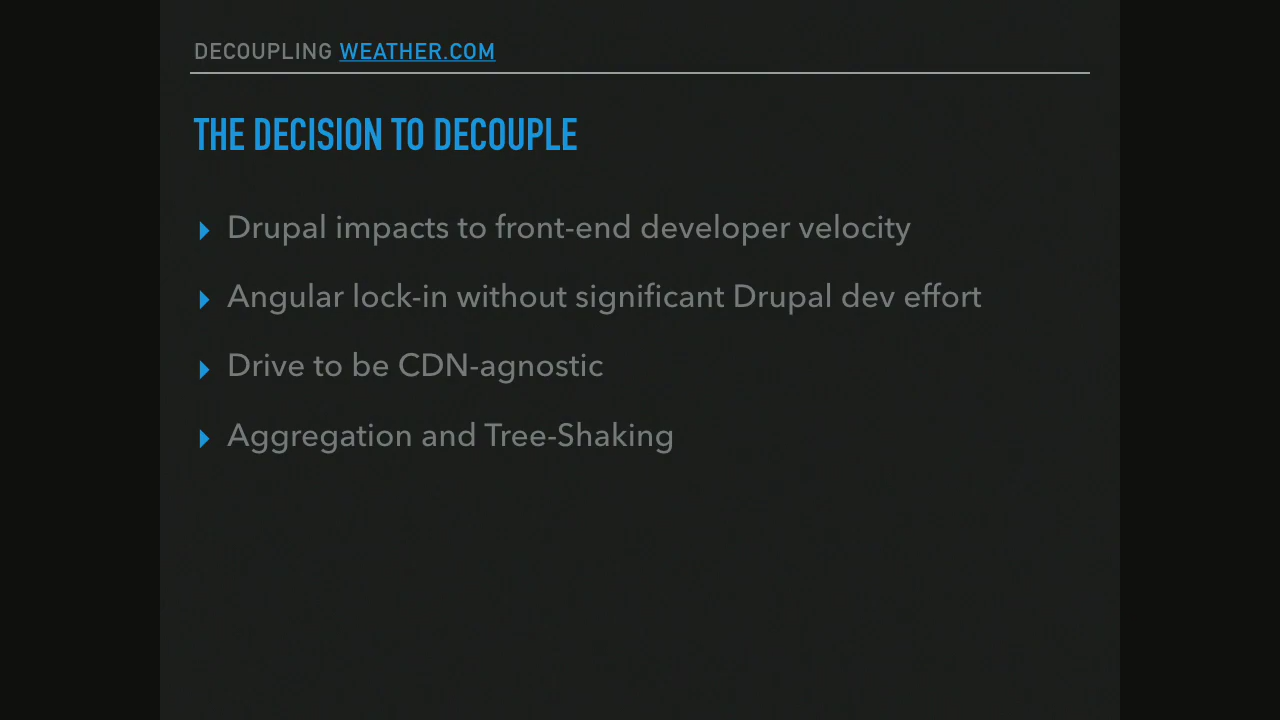 DECOUPLING WEATHER.COM
THE DECISION TO DECOUPLE
Drupal impacts to front-end developer velocity
Angular lock-in without significant Drupal dev effort
Drive to be CDN-agnostic
Aggregation and Tree-Shaking